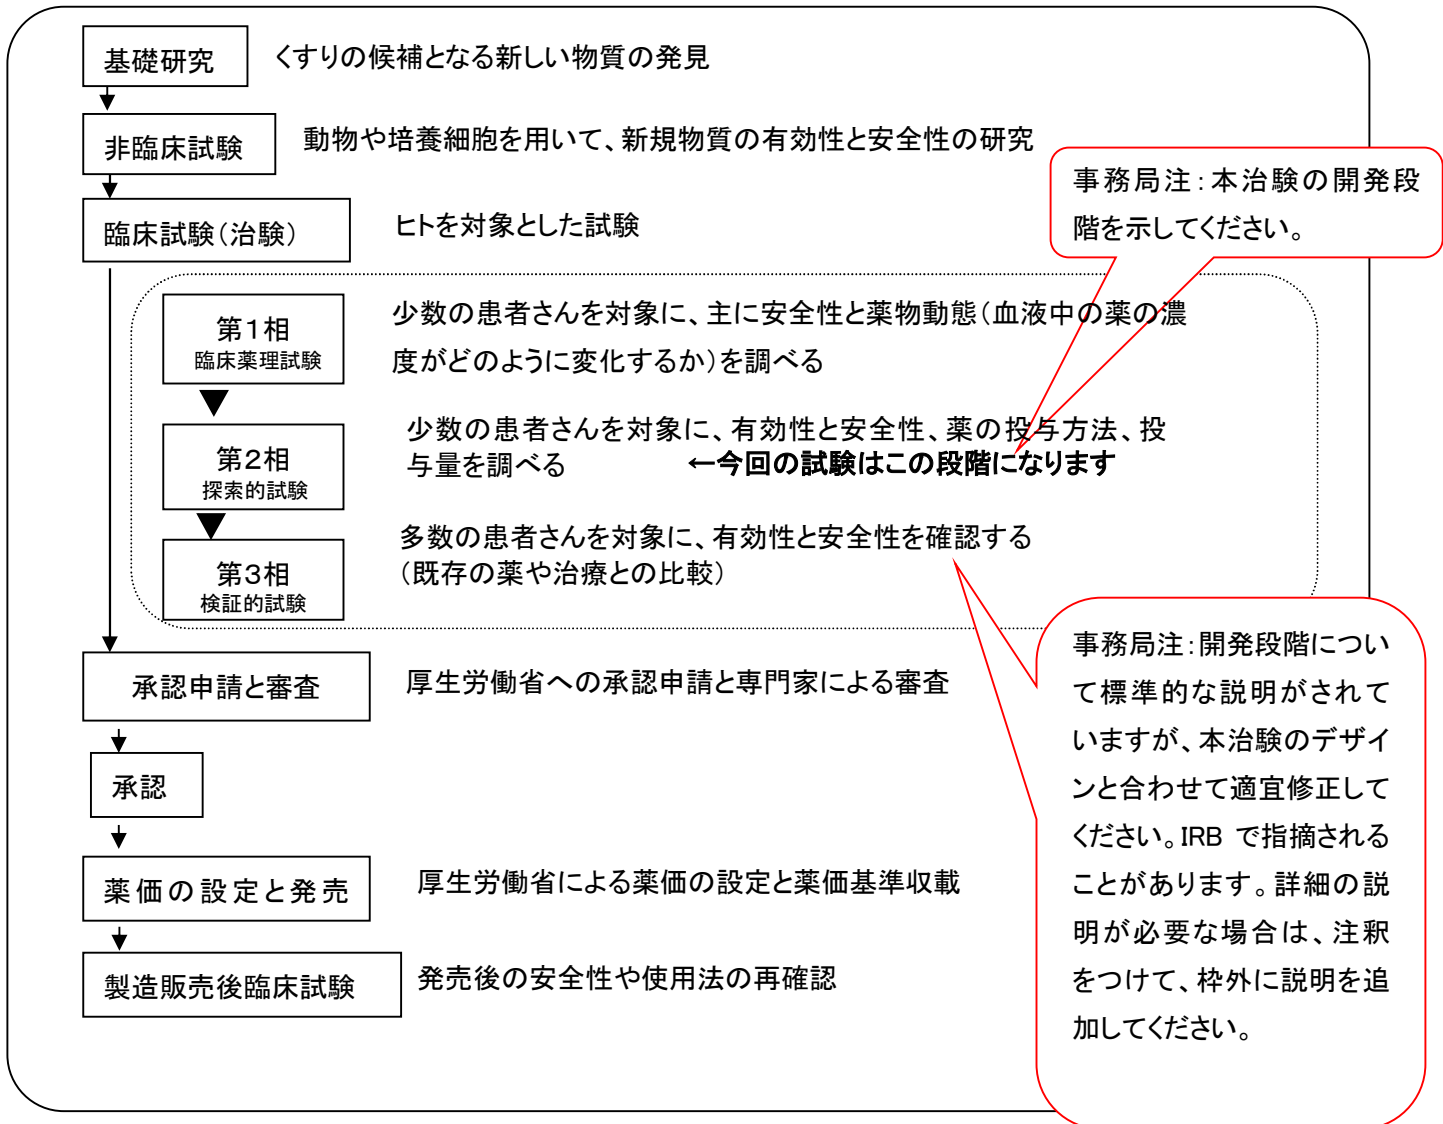 基礎研究
くすりの候補となる新しい物質の発見
非臨床試験
動物や培養細胞を用いて、新規物質の有効性と安全性の研究
臨床試験(治験)
ヒトを対象とした試験
事務局注:本治験の開発段
階を示してください。
第1相
臨床薬理試験
少数の患者さんを対象に、主に安全性と薬物動態(血液中の薬の濃
度がどのように変化するか)を調べる
第2相
探索的試験
少数の患者さんを対象に、有効性と安全性、薬の投与方法、投
与量を調べる ←今回の試験はこの段階になります
第3相
検証的試験
多数の患者さんを対象に、有効性と安全性を確認する
(既存の薬や治療との比較)
事務局注:開発段階につい
て標準的な説明がされて
いますが、本治験のデザイ
ンと合わせて適宜修正して
ください。IRB で指摘される
ことがあります。詳細の説
明が必要な場合は、注釈
をつけて、枠外に説明を追
加してください。
承認申請と審査
厚生労働省への承認申請と専門家による審査
承認
薬価の設定と発売
厚生労働省による薬価の設定と薬価基準収載
製造販売後臨床試験
発売後の安全性や使用法の再確認